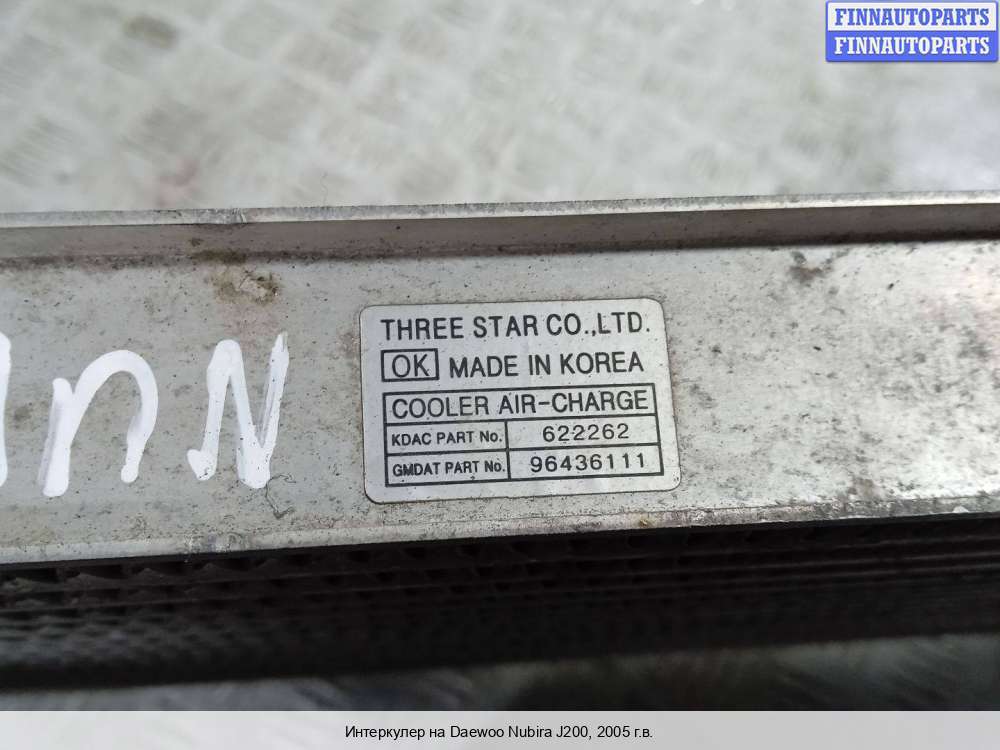 FINNAUTOPARTS
FINNAUTOPARTS
THREE STAR CO.,LTD.
OK MADE IN KOREA
COOLER AIR-CHARGE
KDAC PART No. 622262
GMDAT PART No. 96436111
Интеркулер на Daewoo Nubira J200, 2005 г.в.